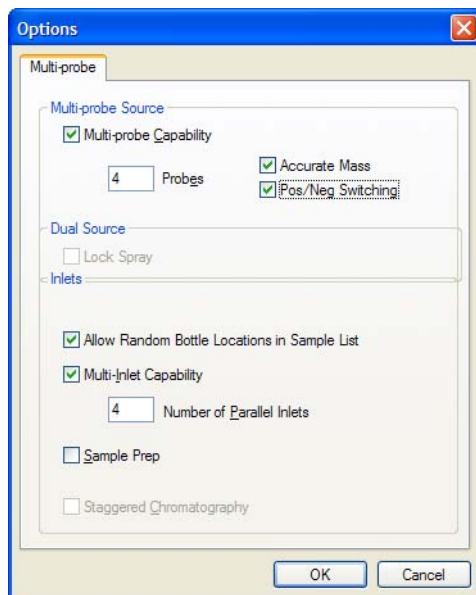 Options
Multi-probe
Multi-probe Source
Multi-probe Capability
4 Probes
Accurate Mass
Pos/Neg Switching
Dual Source
Lock Spray
Inlets
Allow Random Bottle Locations in Sample List
Multi-Inlet Capability
4 Number of Parallel Inlets
Sample Prep
Staggered Chromatography
OK Cancel